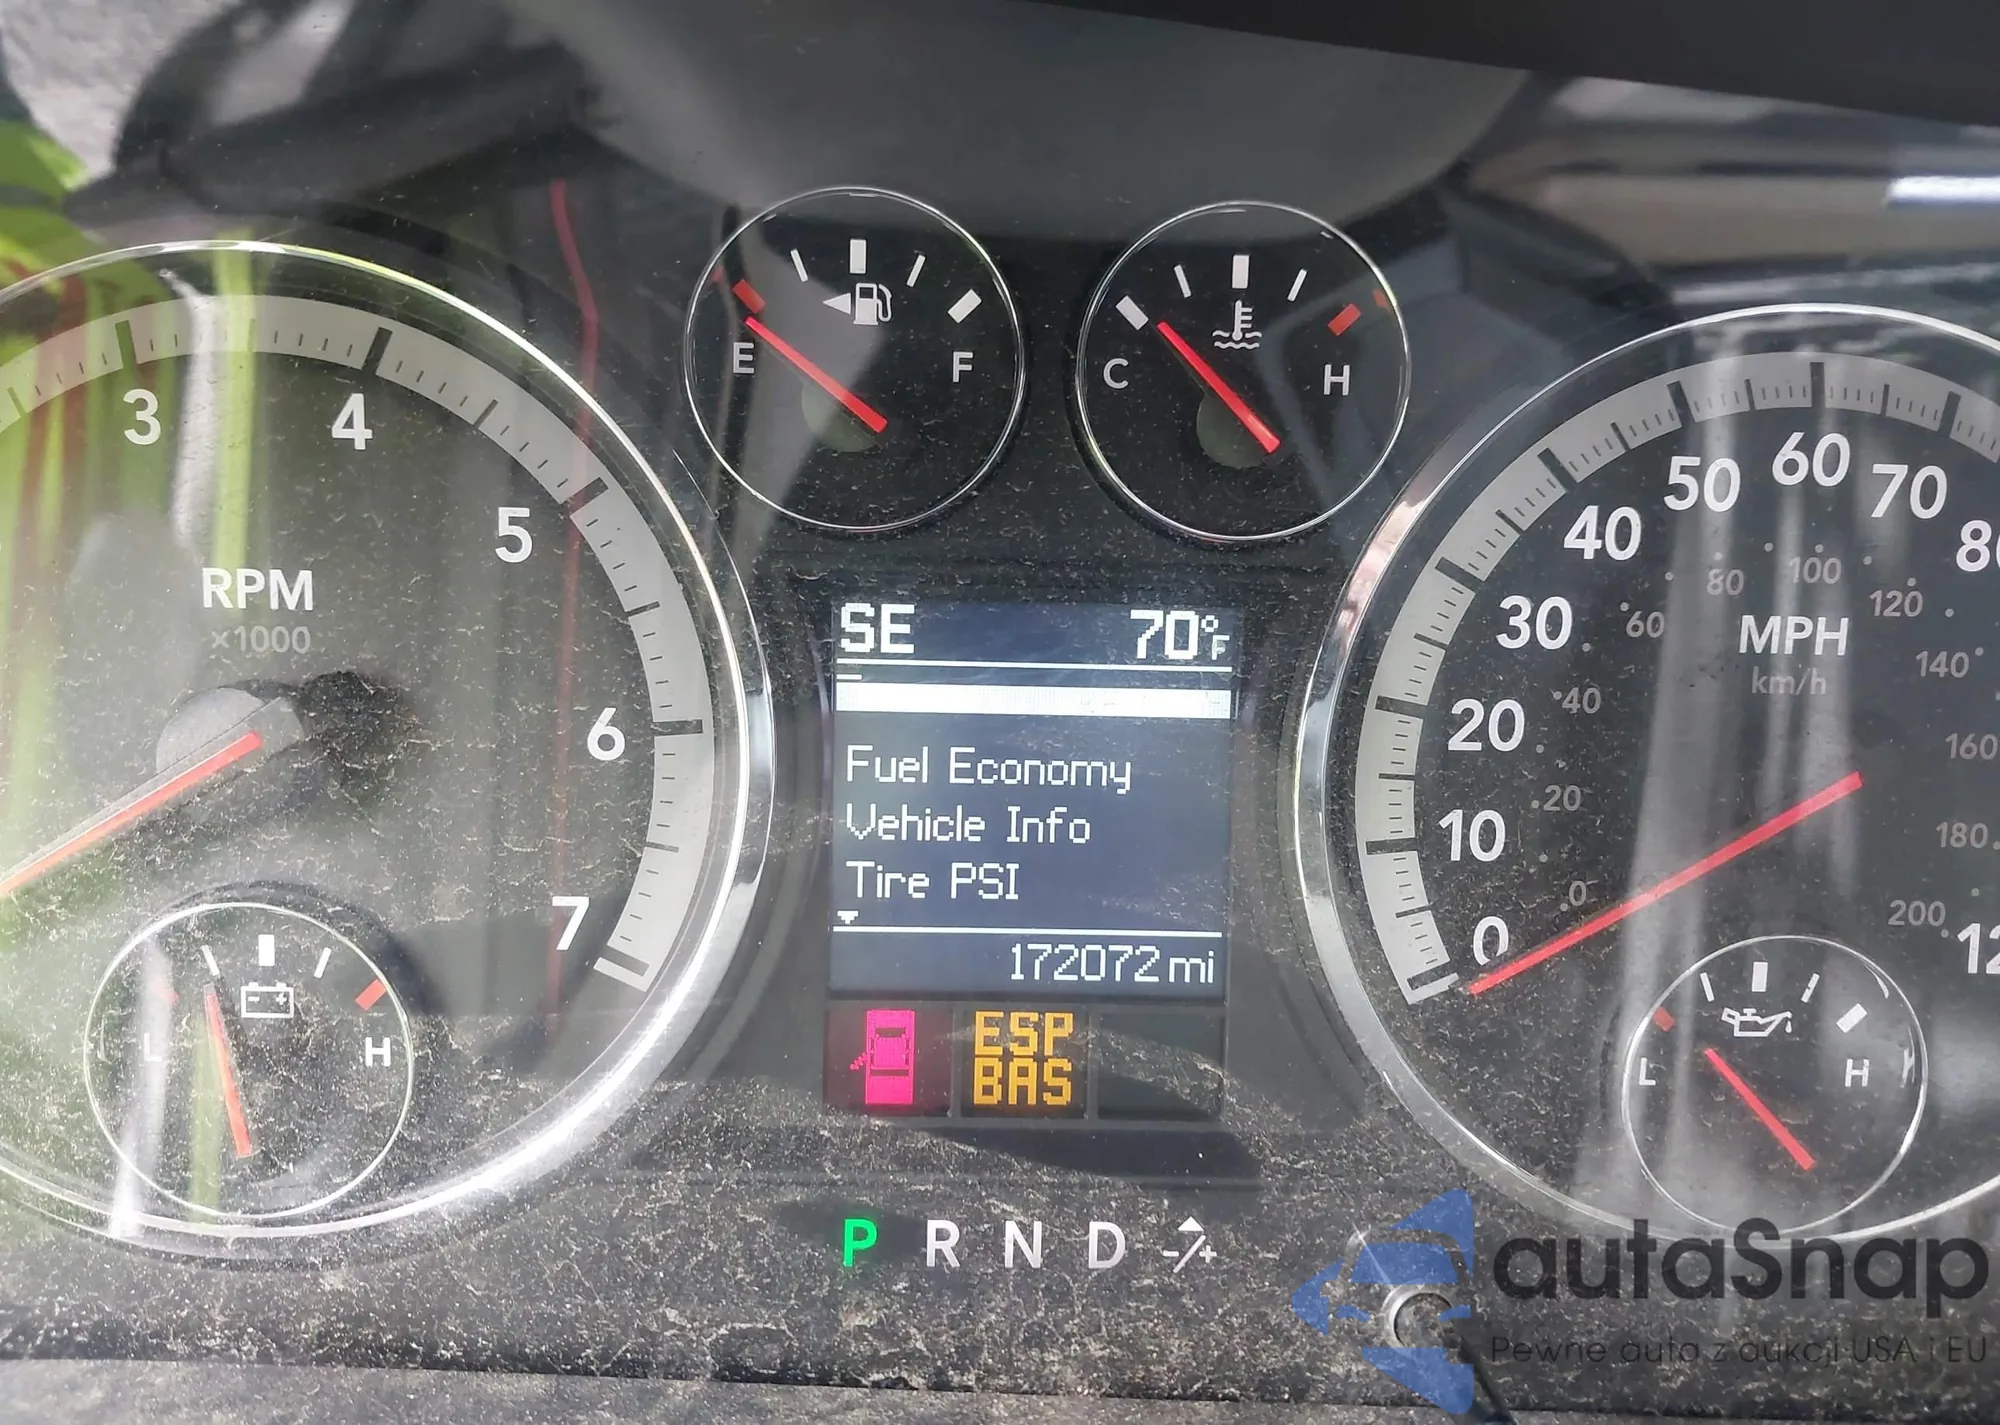 E
F
C
H
3
4
5
6
7
RPM
×1000
L
H
SE 70°F
Fuel Economy
Vehicle Info
Tire PSI
172072 mi
ESP
BAS
P R N D -/+
0
10
20
30
40
50
60
70
MPH
km/h
0
20
40
60
80
100
120
140
160
180
200
L
H
autaSnap
Pewne auta z aukcji USA i EU